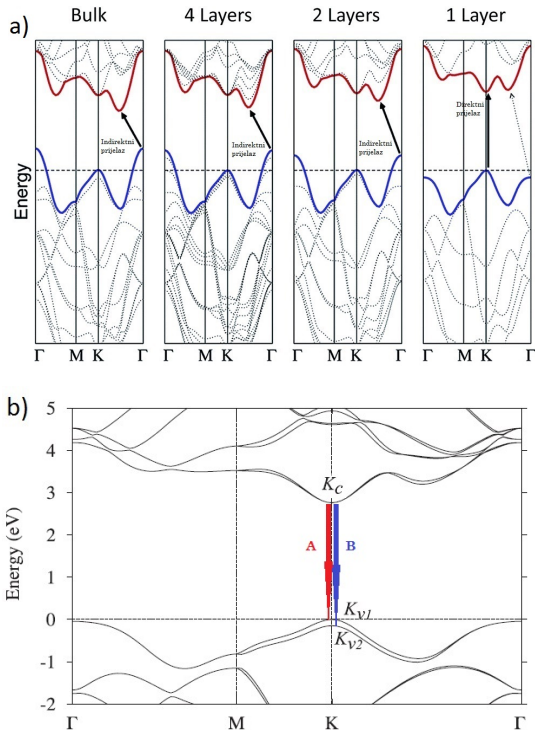 Bulk 4 Layers 2 Layers 1 Layer
a)
Energy
Indirektni
prijelaz
Indirektni
prijelaz
Indirektni
prijelaz
Direktni
prijelaz
Γ M K Γ Γ M K Γ Γ M K Γ Γ M K Γ
b)
Energy (eV)
5
4
3
2
1
0
-1
-2
Kc
A B
Kv1
Kv2
Γ M K Γ